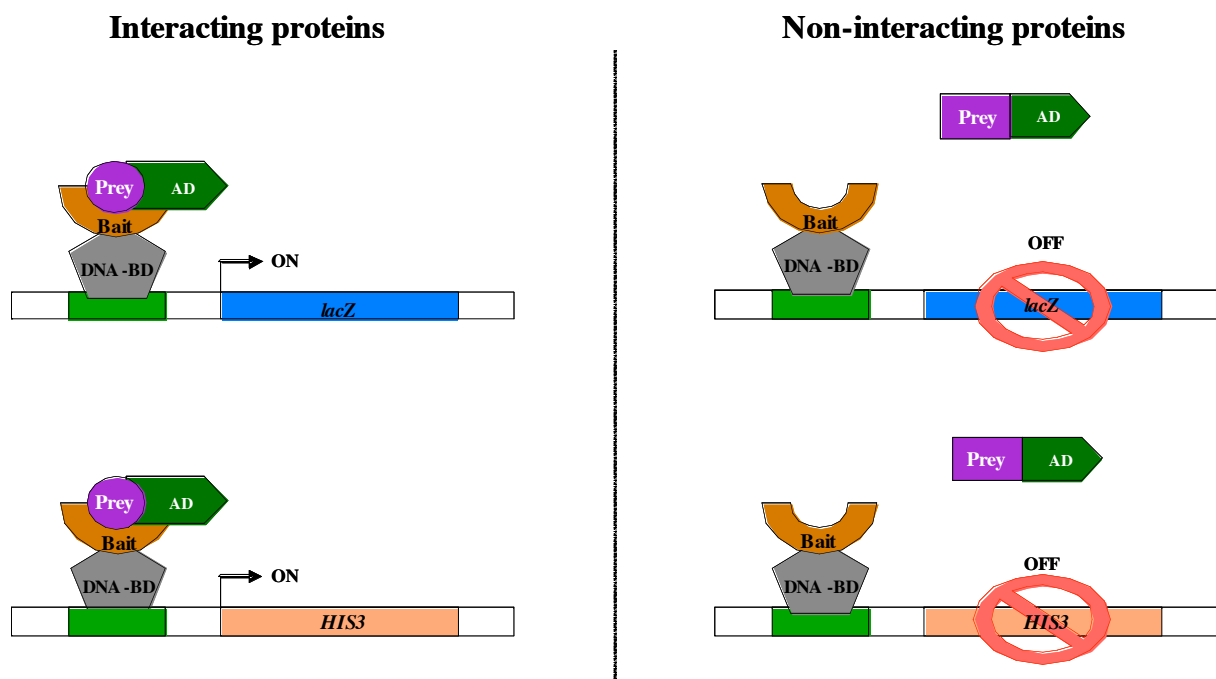 Interacting proteins
Non-interacting proteins
Prey
AD
Bait
DNA -BD
ON
lacZ
Prey
AD
Bait
DNA -BD
OFF
lacZ
Prey
AD
Bait
DNA -BD
ON
HIS3
Prey
AD
Bait
DNA -BD
OFF
HIS3